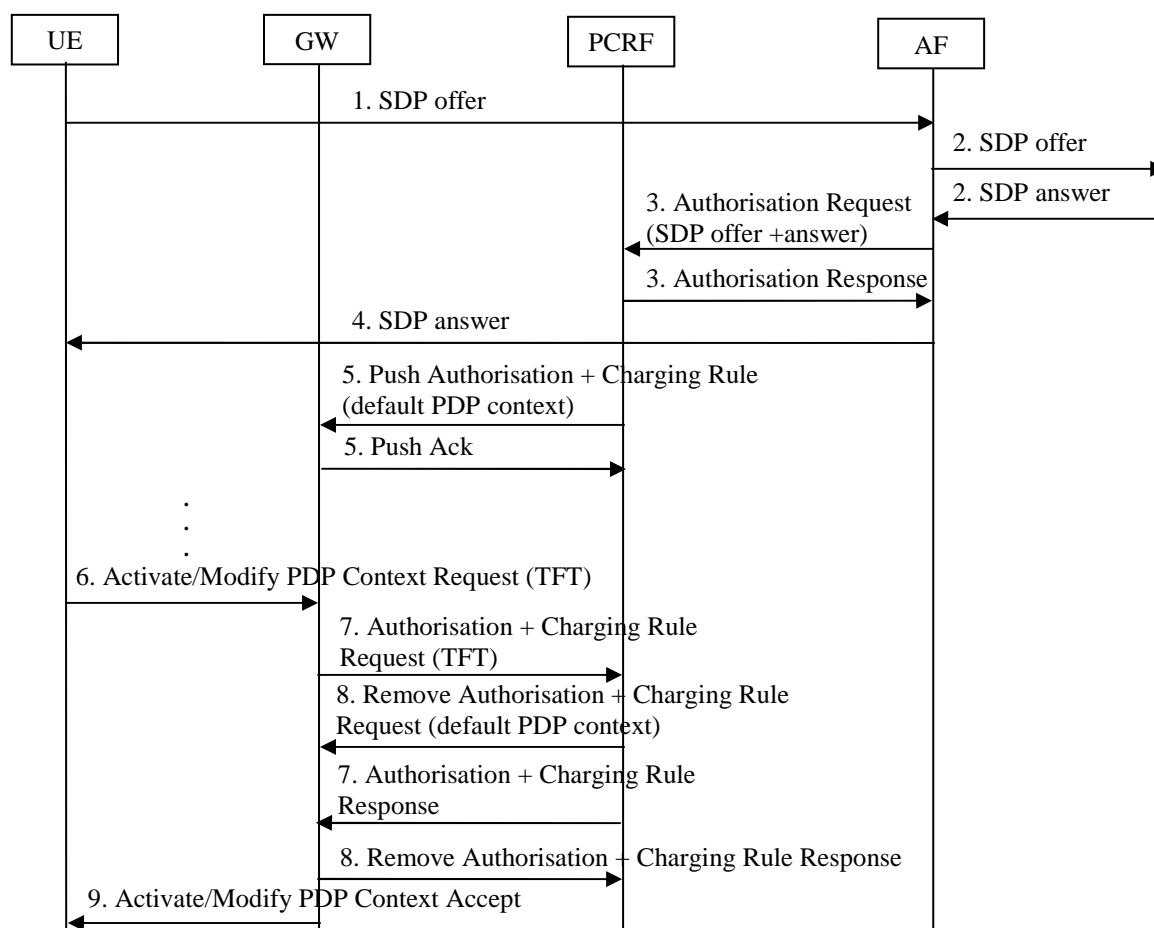 UE
GW
PCRF
AF
1. SDP offer
2. SDP offer
2. SDP answer
3. Authorisation Request
(SDP offer +answer)
3. Authorisation Response
4. SDP answer
5. Push Authorisation + Charging Rule
(default PDP context)
5. Push Ack
.
.
.
6. Activate/Modify PDP Context Request (TFT)
7. Authorisation + Charging Rule
Request (TFT)
8. Remove Authorisation + Charging Rule
Request (default PDP context)
7. Authorisation + Charging Rule
Response
8. Remove Authorisation + Charging Rule Response
9. Activate/Modify PDP Context Accept